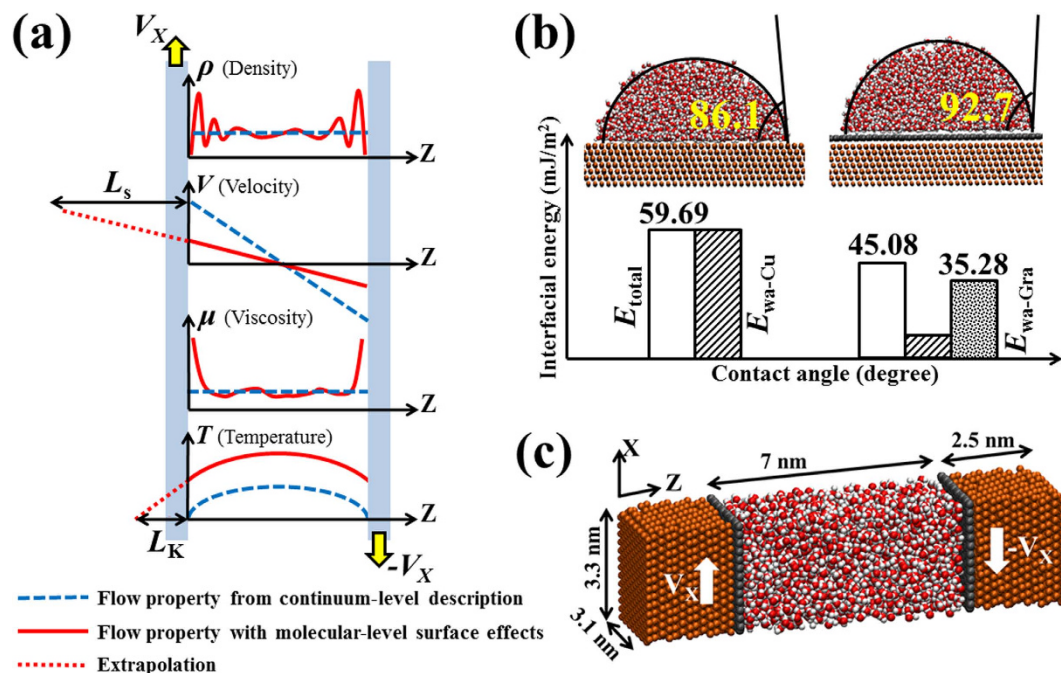 (a)
V_X
ρ (Density)
Z
L_s
V (Velocity)
Z
μ (Viscosity)
Z
T (Temperature)
Z
L_K
-V_X
Flow property from continuum-level description
Flow property with molecular-level surface effects
Extrapolation
(b)
86.1
92.7
Interfacial energy (mJ/m²)
59.69
E_total
E_wa-Cu
45.08
35.28
E_wa-Gra
Contact angle (degree)
(c)
X
Z
7 nm
2.5 nm
3.3 nm
3.1 nm
V_X
-V_X